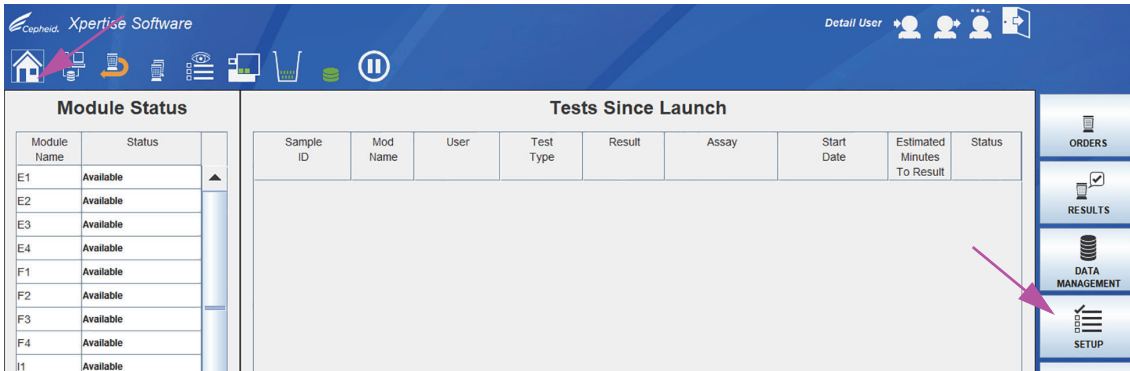 Cepheid. Xpertise Software
Detail User
Module Status
Tests Since Launch
Module Name Status
Sample ID Mod Name User Test Type Result Assay Start Date Estimated Minutes To Result Status
E1 Available
E2 Available
E3 Available
E4 Available
F1 Available
F2 Available
F3 Available
F4 Available
I1 Available
ORDERS
RESULTS
DATA
MANAGEMENT
SETUP